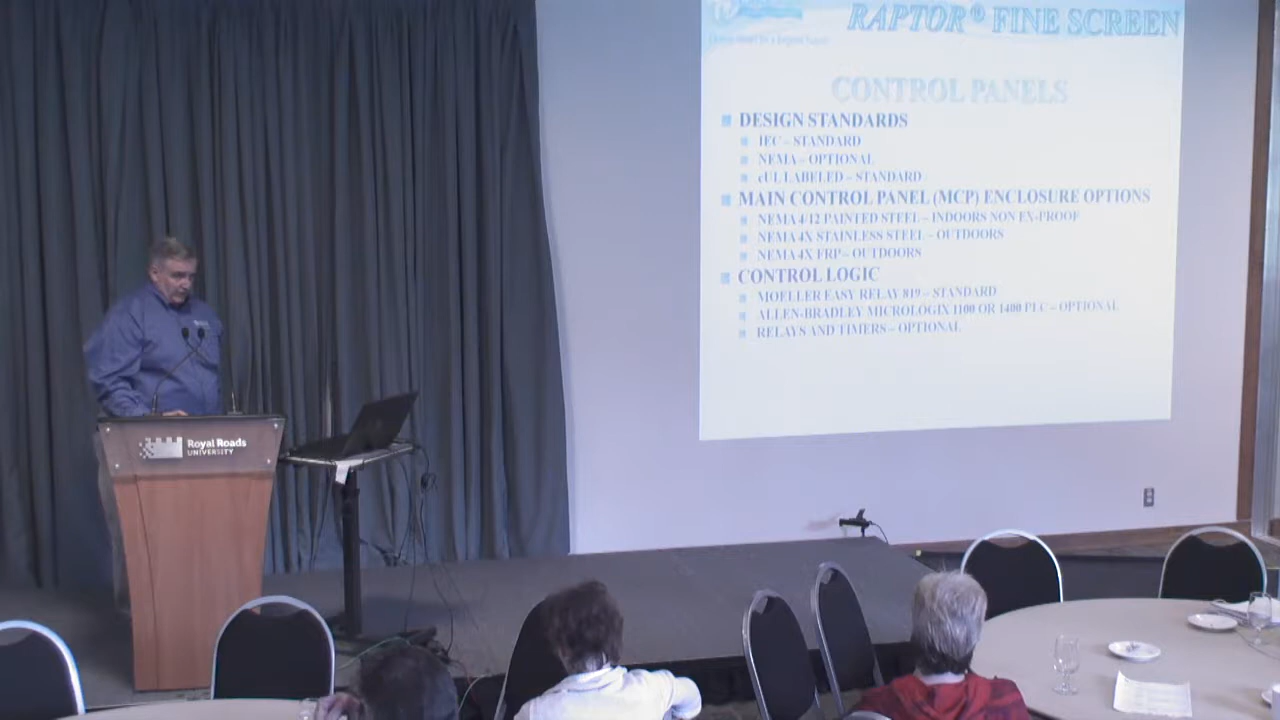 RAPTOR® FINE SCREEN
CONTROL PANELS
DESIGN STANDARDS
IEC – STANDARD
NEMA – OPTIONAL
cUL LABELED – STANDARD
MAIN CONTROL PANEL (MCP) ENCLOSURE OPTIONS
NEMA 4/12 PAINTED STEEL – INDOORS NON EX-PROOF
NEMA 4X STAINLESS STEEL – OUTDOORS
NEMA 4X FRP – OUTDOORS
CONTROL LOGIC
MOELLER EASY RELAY 819 – STANDARD
ALLEN-BRADLEY MICROLOGIX 1100 OR 1400 PLC – OPTIONAL
RELAYS AND TIMERS – OPTIONAL
Royal Roads
UNIVERSITY